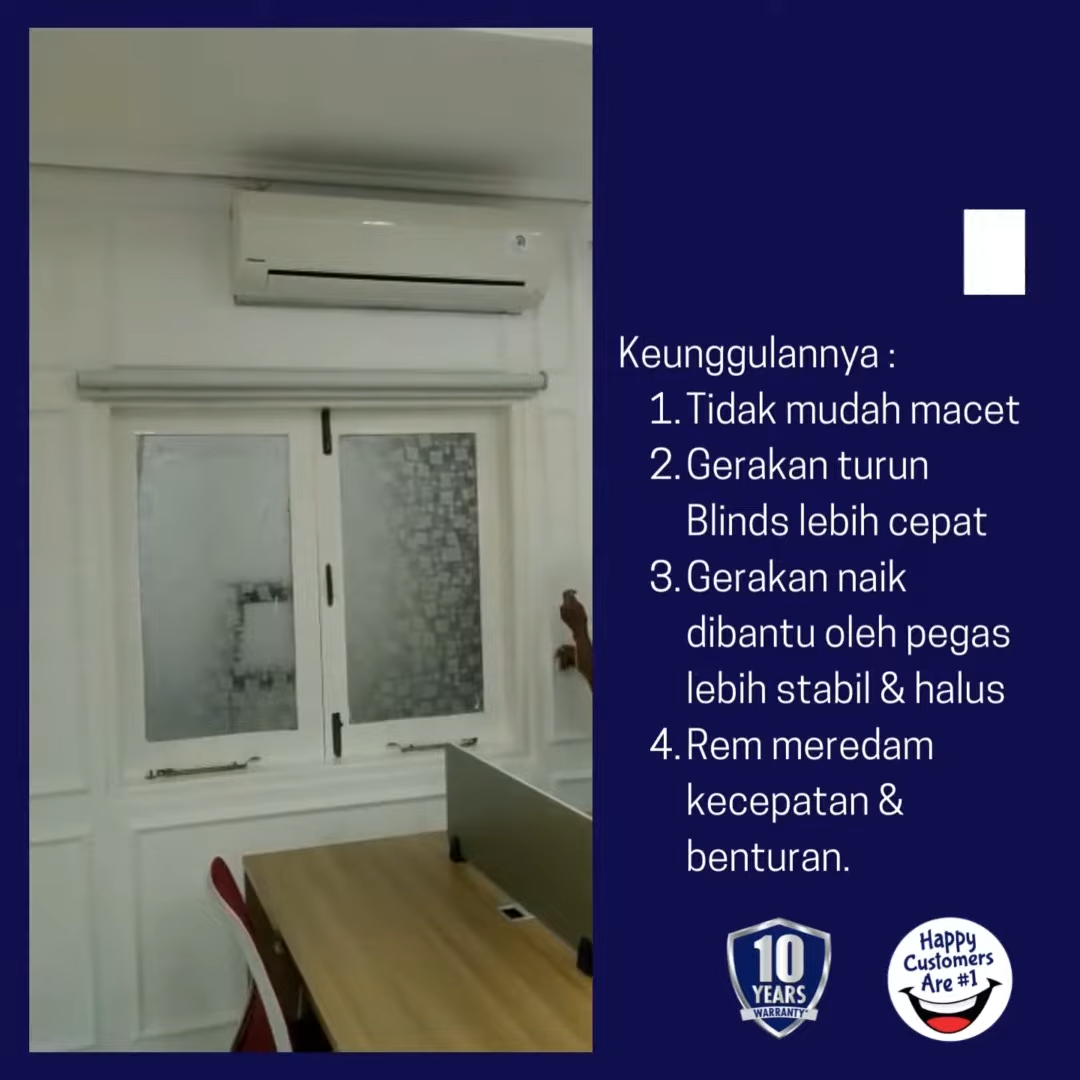 Keunggulannya :
1. Tidak mudah macet
2. Gerakan turun
Blinds lebih cepat
3. Gerakan naik
dibantu oleh pegas
lebih stabil & halus
4. Rem meredam
kecepatan &
benturan.
10
YEARS
WARRANTY*
Happy
Customers
Are #1